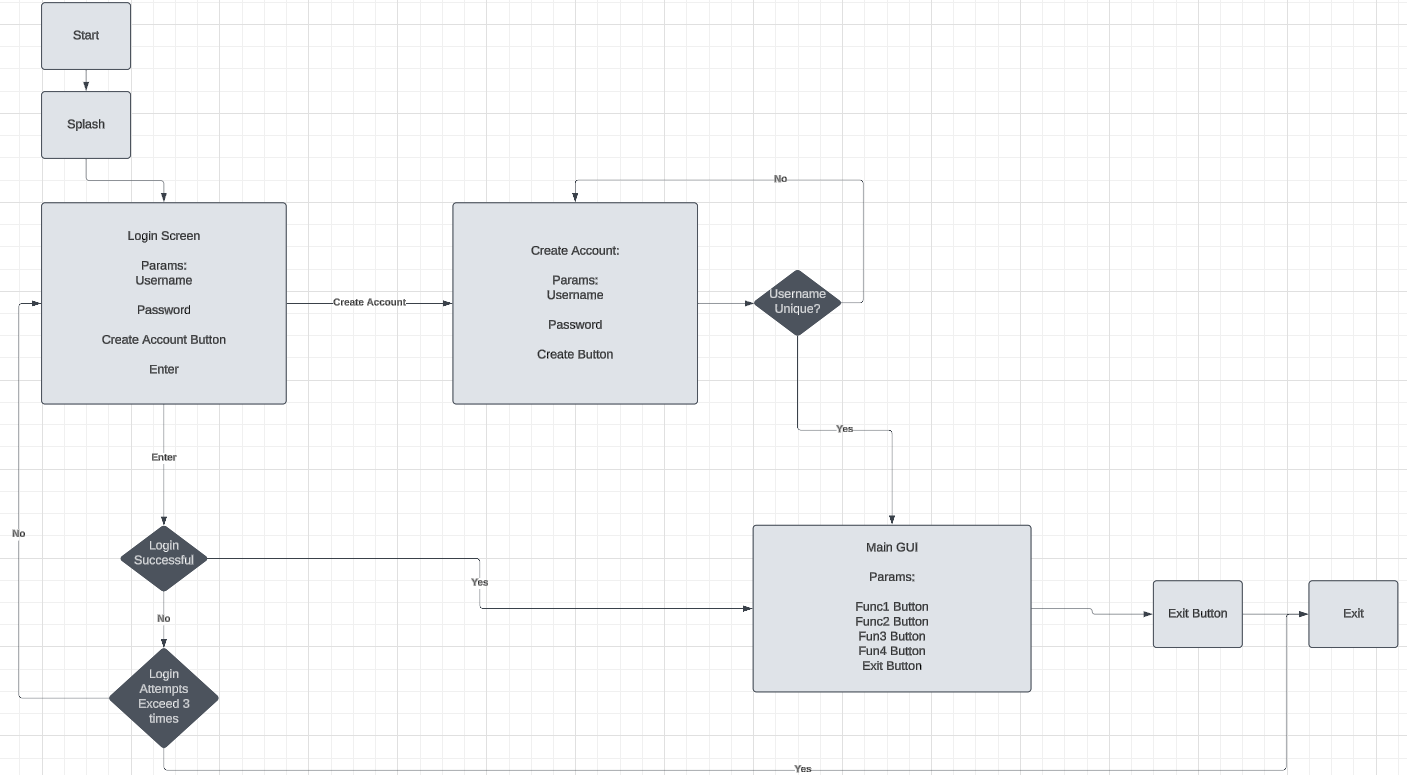 Start
Splash
No
Login Screen
Params:
Username
Password
Create Account Button
Enter
Create Account
Create Account:
Params:
Username
Password
Create Button
Username
Unique?
Yes
Enter
No
Login
Successful
Yes
Main GUI
Params:
Func1 Button
Func2 Button
Fun3 Button
Fun4 Button
Exit Button
Exit Button
Exit
No
Login
Attempts
Exceed 3
times
Yes